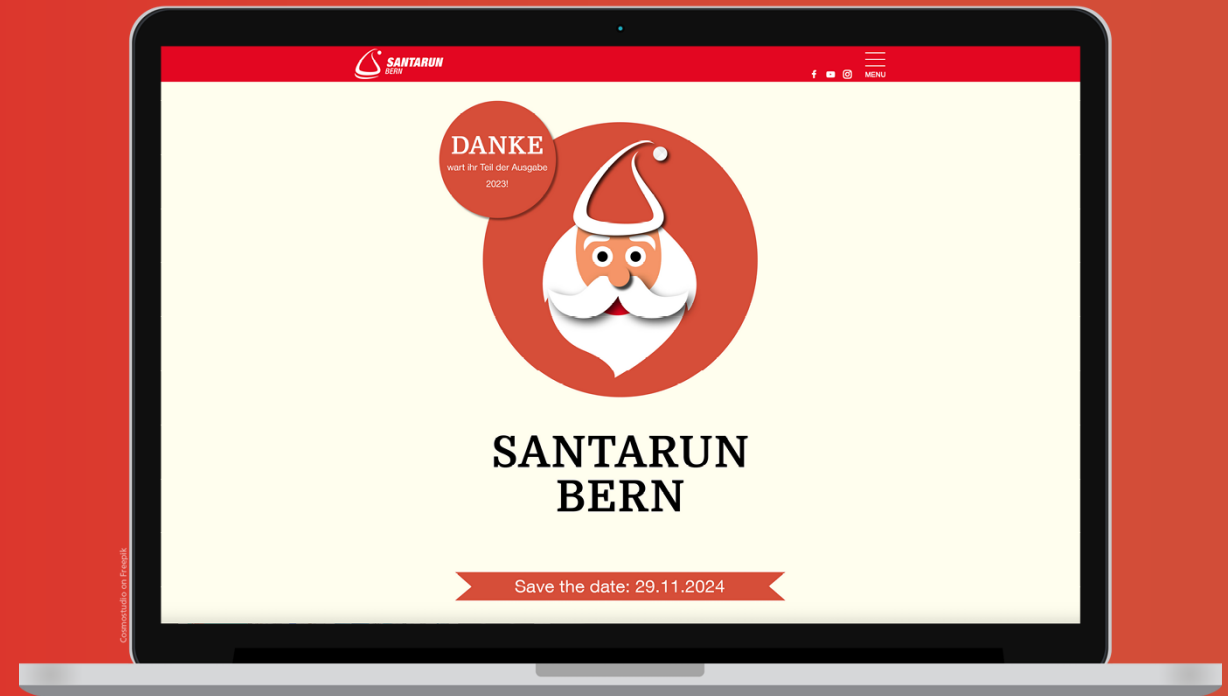 SANTARUN
BERN
MENU
DANKE
wart ihr Teil der Ausgabe
2023!
SANTARUN
BERN
Save the date: 29.11.2024
Cosmostudio on Freepik